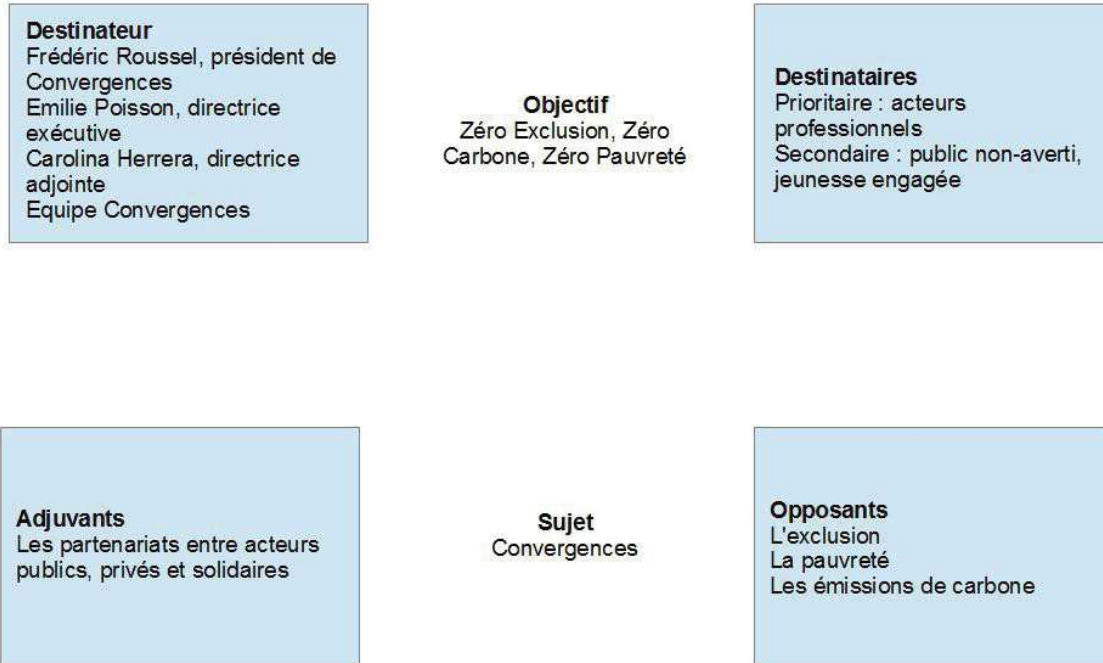 Destinateur
Frédéric Roussel, président de
Convergences
Emilie Poisson, directrice
exécutive
Carolina Herrera, directrice
adjointe
Equipe Convergences
Objectif
Zéro Exclusion, Zéro
Carbone, Zéro Pauvreté
Destinataires
Prioritaire : acteurs
professionnels
Secondaire : public non-averti,
jeunesse engagée
Adjuvants
Les partenariats entre acteurs
publics, privés et solidaires
Sujet
Convergences
Opposants
L'exclusion
La pauvreté
Les émissions de carbone